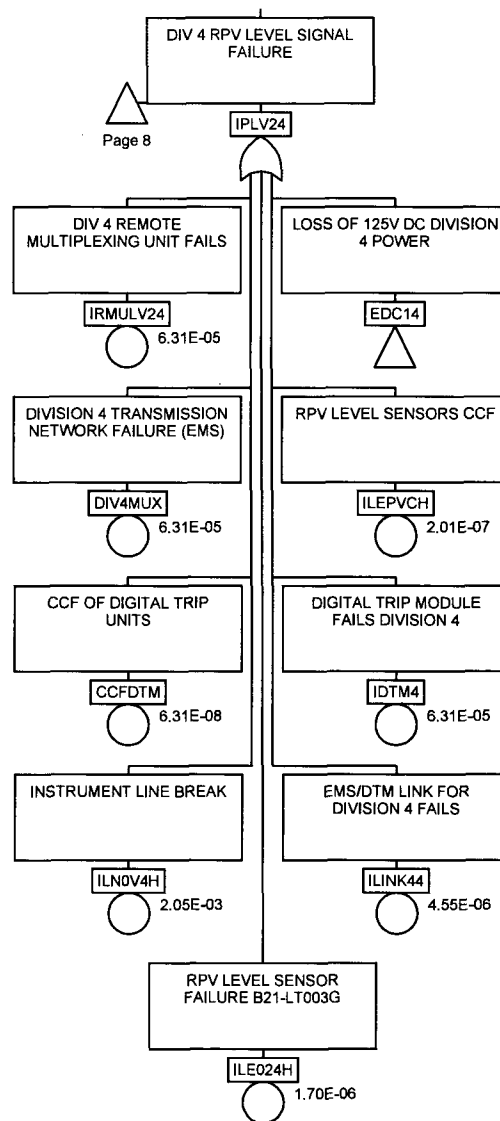 DIV 4 RPV LEVEL SIGNAL
FAILURE
Page 8
IPLV24
DIV 4 REMOTE
MULTIPLEXING UNIT FAILS
IRMULV24
6.31E-05
LOSS OF 125V DC DIVISION
4 POWER
EDC14
DIVISION 4 TRANSMISSION
NETWORK FAILURE (EMS)
DIV4MUX
6.31E-05
RPV LEVEL SENSORS CCF
ILEPVCH
2.01E-07
CCF OF DIGITAL TRIP
UNITS
CCFDTM
6.31E-08
DIGITAL TRIP MODULE
FAILS DIVISION 4
IDTM4
6.31E-05
INSTRUMENT LINE BREAK
ILN0V4H
2.05E-03
EMS/DTM LINK FOR
DIVISION 4 FAILS
ILINK44
4.55E-06
RPV LEVEL SENSOR
FAILURE B21-LT003G
ILE024H
1.70E-06